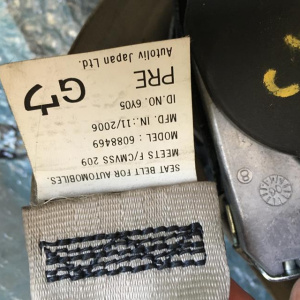 SEAT BELT FOR AUTOMOBILES.
MEETS F/CMVSS 209
MODEL : 6088469
MFD. IN.: 11/2006
ID.NO. 6Y05
PRE
Autoliv Japan Ltd.